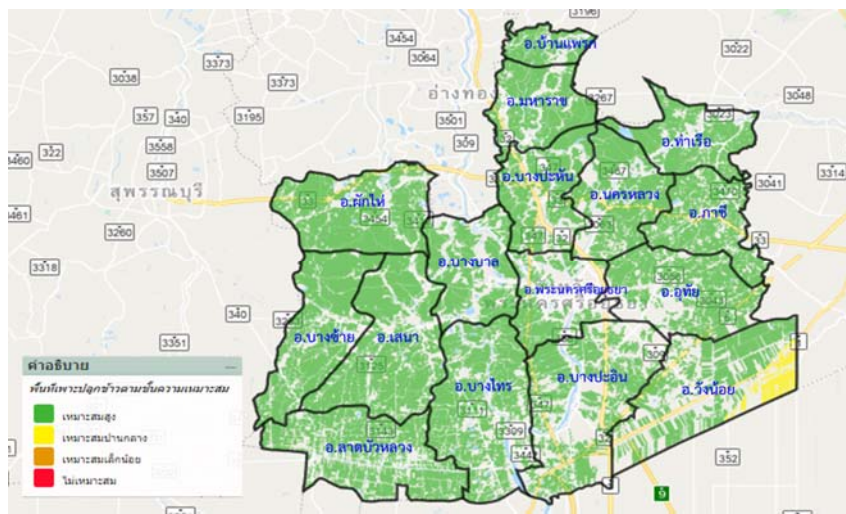 3196
3454
3022
3373
3064
อ.บ้านแพรก
3038
3373
อ่างทอง
3267
3048
357
340
3195
อ.มหาราช
3501
อ.ท่าเรือ
3558
309
322
3507
3467
3314
สุพรรณบุรี
อ.บางปะหัน
อ.นครหลวง
3470
3041
อ.ผักไห่
อ.ภาชี
3454
3260
32
33
3318
อ.บางบาล
3056
อ.พระนครศรีอยุธยา
อ.อุทัย
340
อ.บางซ้าย
อ.เสนา
3351
309
1
คำอธิบาย
อ.บางไทร
อ.บางปะอิน
อ.วังน้อย
พื้นที่เพาะปลูกข้าวตามชั้นความเหมาะสม
เหมาะสมสูง
เหมาะสมปานกลาง
3309
อ.ลาดบัวหลวง
32
เหมาะสมเล็กน้อย
352
ไม่เหมาะสม
9